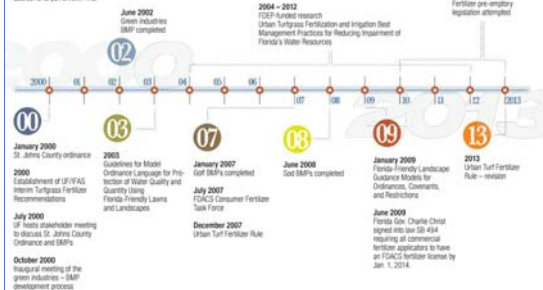 June 2002
Green industries
BMP completed
02
2004 – 2012
FDEP-funded research
Urban Turfgrass Fertilization and Irrigation Best
Management Practices for Reducing Impairment of
Florida's Water Resources
Fertilizer pre-emptory
legislation attempted
2000
01
02
03
04
05
06
07
08
09
10
11
12
2013
00
January 2000
St. Johns County ordinance
2000
Establishment of UF/IFAS
Interim Turfgrass Fertilizer
Recommendations
July 2000
UF hosts stakeholder meeting
to discuss St. Johns County
Ordinance and BMPs
October 2000
Inaugural meeting of the
green industries – BMP
development process
03
2003
Guidelines for Model
Ordinance Language for Pro-
tection of Water Quality and
Quantity Using
Florida-Friendly Lawns
and Landscapes
07
January 2007
Golf BMPs completed
July 2007
FDACS Consumer Fertilizer
Task Force
December 2007
Urban Turf Fertilizer Rule
08
June 2008
Sod BMPs completed
09
January 2009
Florida-Friendly Landscape
Guidance Models for
Ordinances, Covenants,
and Restrictions
June 2009
Florida Gov. Charlie Christ
signed into law SB 494
requiring all commercial
fertilizer applicators to have
an FDACS fertilizer license by
Jan. 1, 2014.
13
2013
Urban Turf Fertilizer
Rule – revision